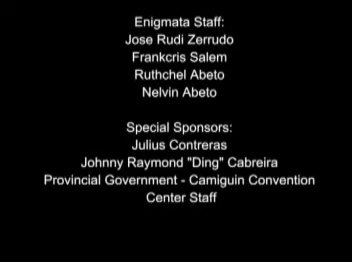 Enigmata Staff:
Jose Rudi Zerrudo
Frankcris Salem
Ruthchel Abeto
Nelvin Abeto
Special Sponsors:
Julius Contreras
Johnny Raymond "Ding" Cabreira
Provincial Government - Camiguin Convention
Center Staff